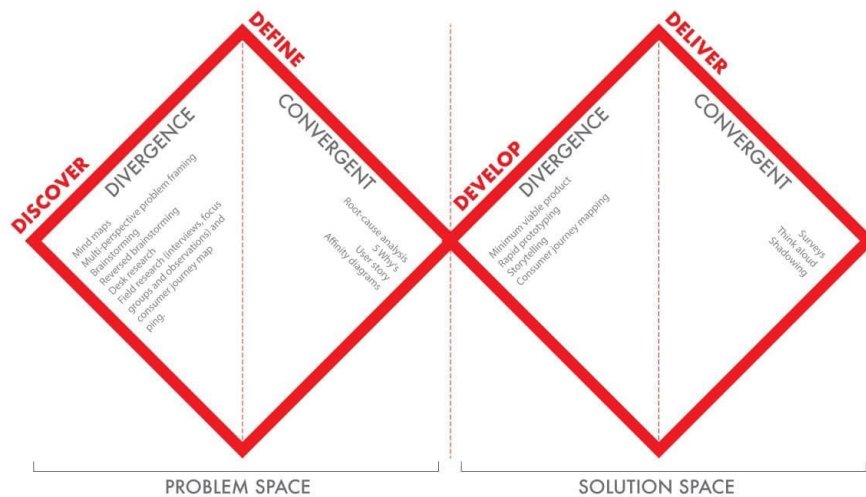 DISCOVER
DIVERGENCE
Mind maps
Multi-perspective problem framing
Brainstorming
Reversed brainstorming
Desk research
Field research (interviews, focus
groups and observations) and
consumer journey map
ping.
DEFINE
CONVERGENT
Root-cause analysis
5 Why's
User story
Affinity diagrams
DEVELOP
DIVERGENCE
Minimum viable product
Rapid prototyping
Storytelling
Consumer journey mapping
DELIVER
CONVERGENT
Surveys
Think aloud
Shadowing
PROBLEM SPACE
SOLUTION SPACE